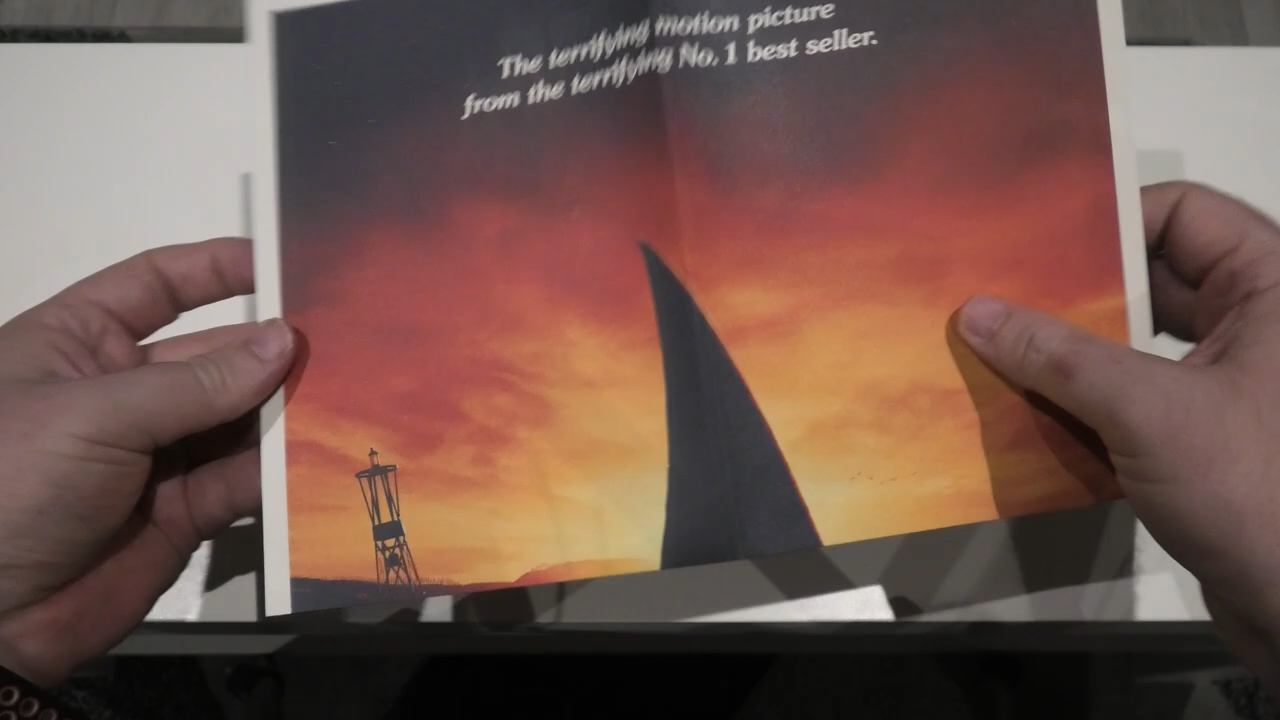 The terrifying motion picture
from the terrifying No. 1 best seller.